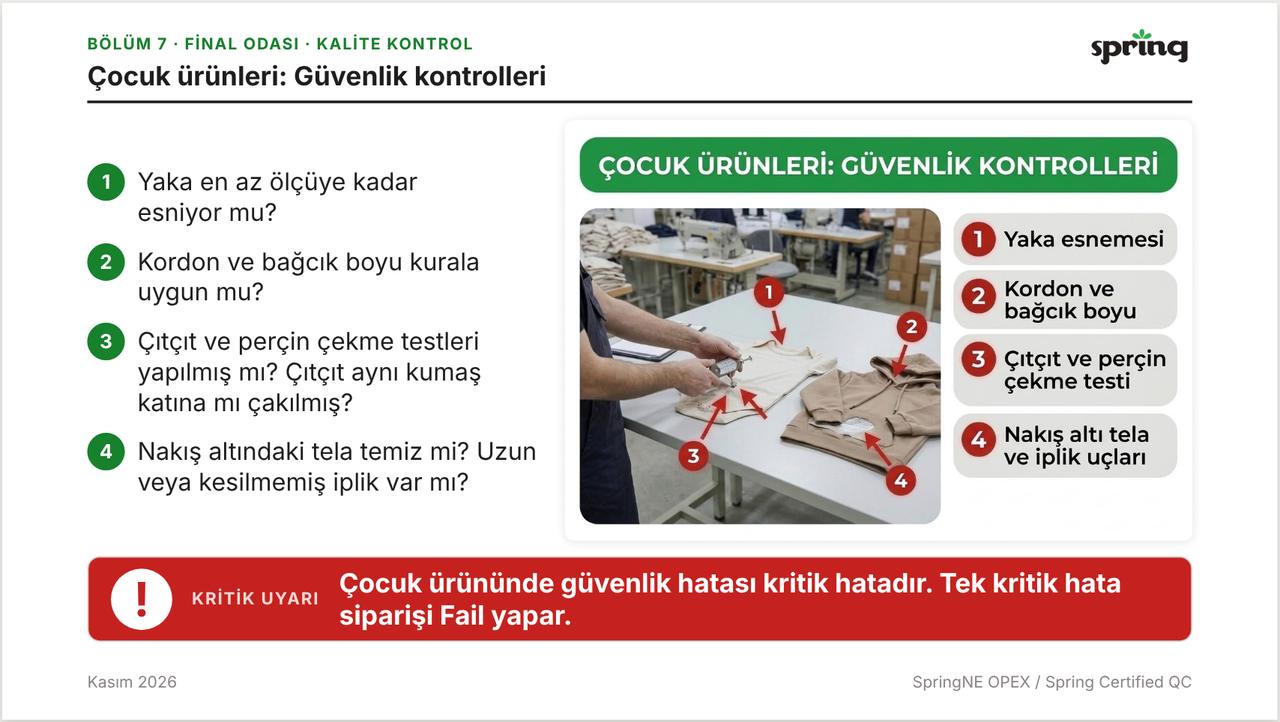 BÖLÜM 7 · FİNAL ODASI · KALİTE KONTROL
Çocuk ürünleri: Güvenlik kontrolleri
spring
1 Yaka en az ölçüye kadar
esniyor mu?
2 Kordon ve bağcık boyu kurala
uygun mu?
3 Çıtçıt ve perçin çekme testleri
yapılmış mı? Çıtçıt aynı kumaş
katına mı çakılmış?
4 Nakış altındaki tela temiz mi? Uzun
veya kesilmemiş iplik var mı?
ÇOCUK ÜRÜNLERİ: GÜVENLİK KONTROLLERİ
1
2
3
4
1 Yaka esnemesi
2 Kordon ve
bağcık boyu
3 Çıtçıt ve perçin
çekme testi
4 Nakış altı tela
ve iplik uçları
! KRİTİK UYARI
Çocuk ürününde güvenlik hatası kritik hatadır. Tek kritik hata
siparişi Fail yapar.
Kasım 2026
SpringNE OPEX / Spring Certified QC